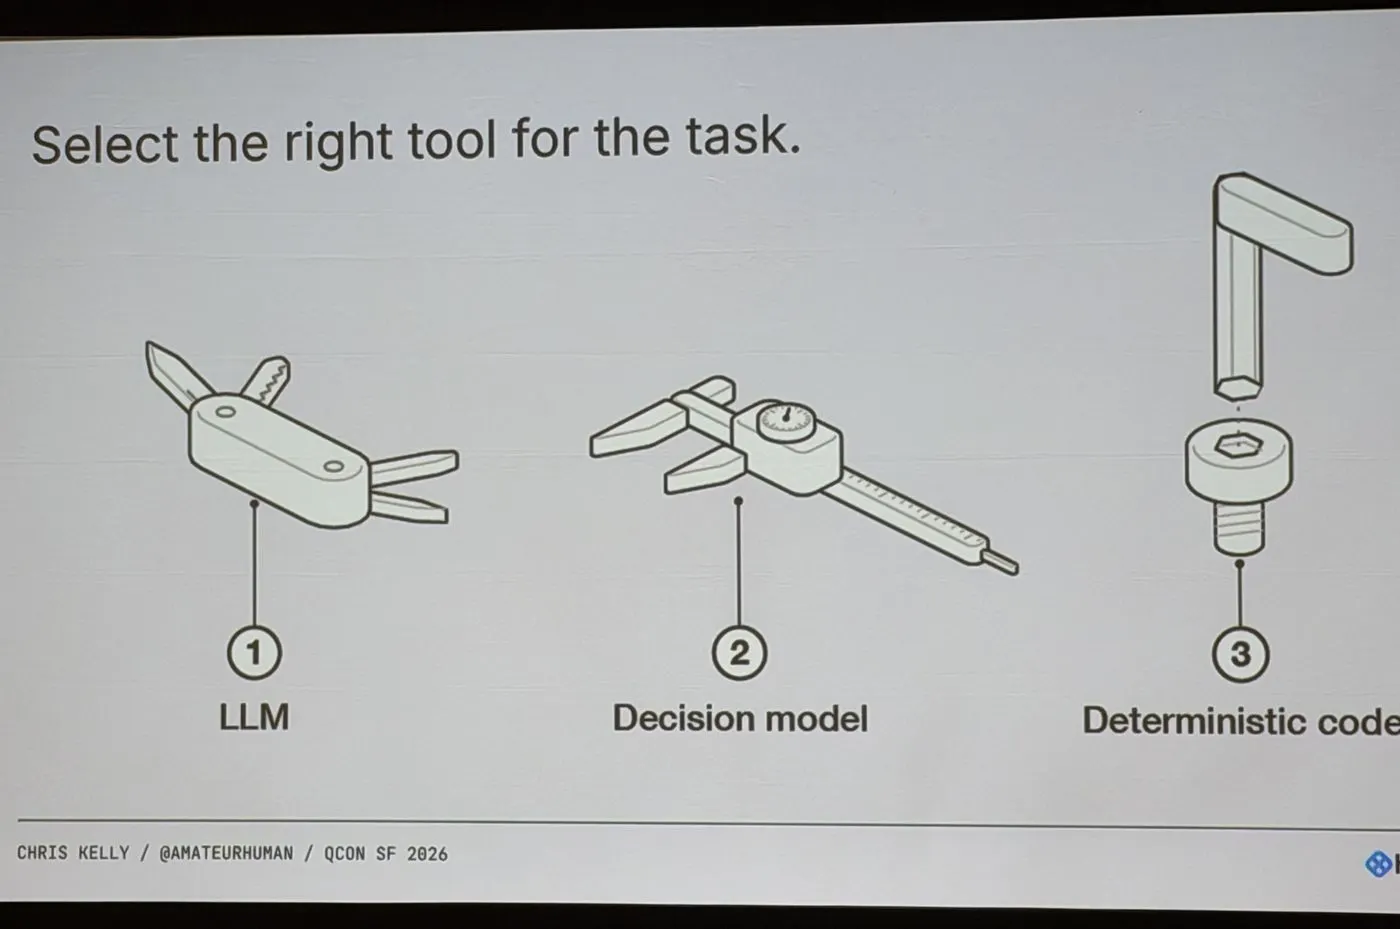 Select the right tool for the task.
1
2
3
LLM
Decision model
Deterministic code
CHRIS KELLY / @AMATEURHUMAN / QCON SF 2026